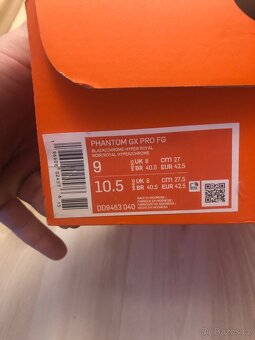 PHANTOM GX PRO FG
BLACK/CHROME-HYPER ROYAL
NOIR/ROYAL HYPER/CHROME
9
UK 8
BR 40.5
CM 27
EUR 42.5
10.5
UK 8
BR 40.5
CM 27.5
EUR 42.5
DD9463 040
MADE IN INDONESIA
Bazos.cz